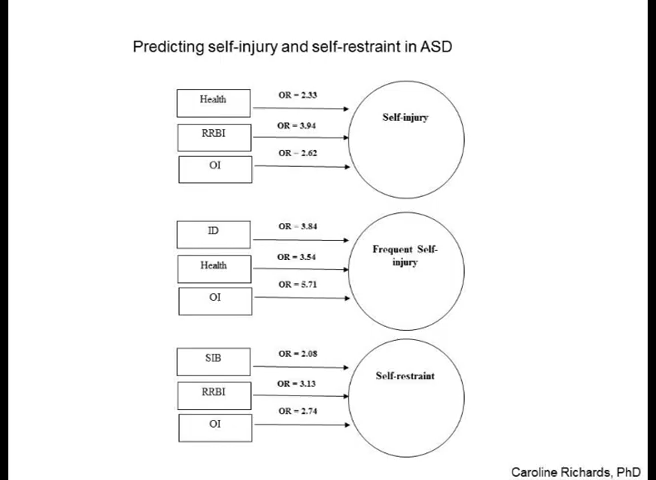 Predicting self-injury and self-restraint in ASD
Health
OR = 2.33
Self-injury
RRBI
OR = 3.94
OI
OR = 2.62
ID
OR = 3.84
Frequent Self-
injury
Health
OR = 3.54
OI
OR = 5.71
SIB
OR = 2.08
Self-restraint
RRBI
OR = 3.13
OI
OR = 2.74
Caroline Richards, PhD